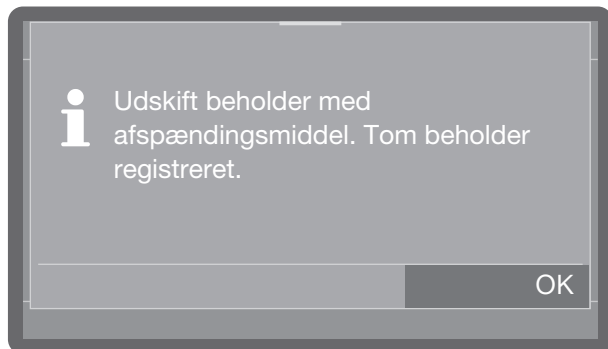 Udskift beholder med
afspændingsmiddel. Tom beholder
registreret.
OK